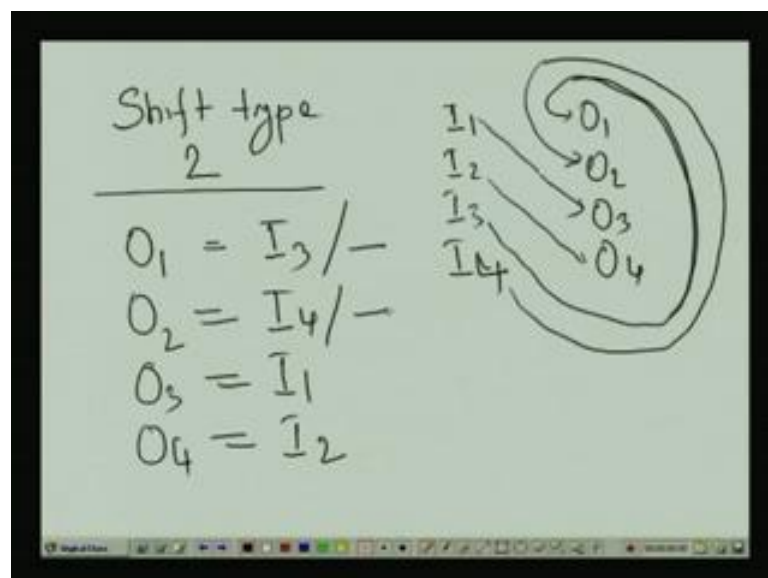 Shift type
2
O1 = I3/—
O2 = I4/—
O3 = I1
O4 = I2
I1 O1
I2 O2
I3 O3
I4 O4